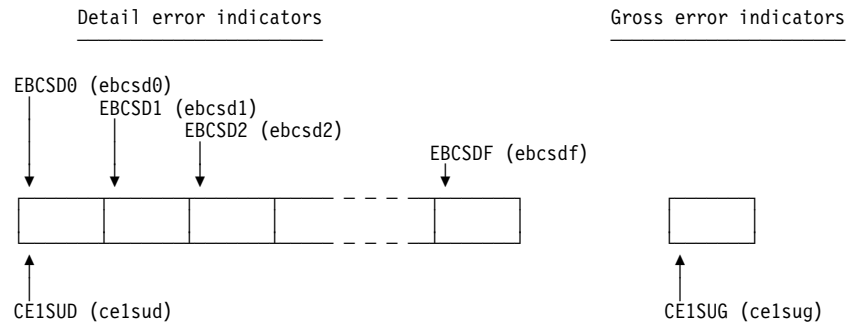 Detail error indicators
Gross error indicators
EBCSD0 (ebcsd0)
EBCSD1 (ebcsd1)
EBCSD2 (ebcsd2)
EBCSDF (ebcsdf)
CE1SUD (ce1sud)
CE1SUG (ce1sug)